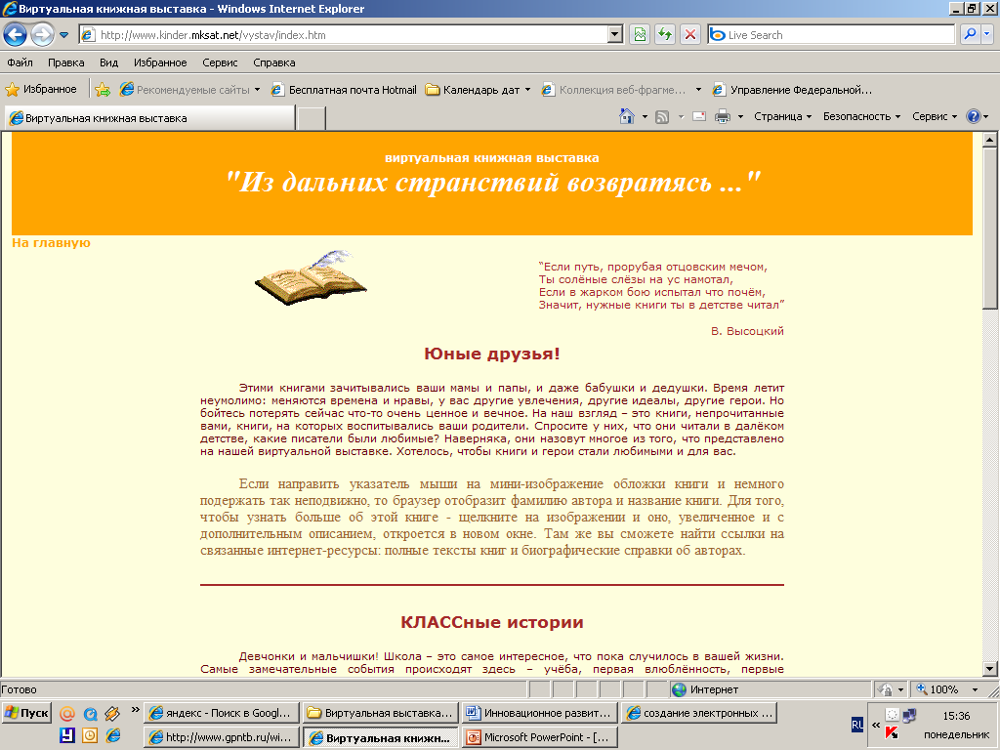 Виртуальная книжная выставка - Windows Internet Explorer
http://www.kinder.mksat.net/vystav/index.htm
Live Search
Файл Правка Вид Избранное Сервис Справка
Избранное Рекомендуемые сайты Бесплатная почта Hotmail Календарь дат Коллекция веб-фрагме... Управление Федеральной...
Виртуальная книжная выставка Страница Безопасность Сервис
виртуальная книжная выставка
"Из дальних странствий возвратясь ..."
На главную
“Если путь, прорубая отцовским мечом,
Ты солёные слёзы на ус намотал,
Если в жарком бою испытал что почём,
Значит, нужные книги ты в детстве читал”
В. Высоцкий
Юные друзья!
Этими книгами зачитывались ваши мамы и папы, и даже бабушки и дедушки. Время летит
неумолимо: меняются времена и нравы, у вас другие увлечения, другие идеалы, другие герои. Но
бойтесь потерять сейчас что-то очень ценное и вечное. На наш взгляд – это книги, непрочитанные
вами, книги, на которых воспитывались ваши родители. Спросите у них, что они читали в далёком
детстве, какие писатели были любимые? Наверняка, они назовут многое из того, что представлено
на нашей виртуальной выставке. Хотелось, чтобы книги и герои стали любимыми и для вас.
Если направить указатель мыши на мини-изображение обложки книги и немного
подержать так неподвижно, то браузер отобразит фамилию автора и название книги. Для того,
чтобы узнать больше об этой книге - щелкните на изображении и оно, увеличенное и с
дополнительным описанием, откроется в новом окне. Там же вы сможете найти ссылки на
связанные интернет-ресурсы: полные тексты книг и биографические справки об авторах.
КЛАССные истории
Девчонки и мальчишки! Школа – это самое интересное, что пока случилось в вашей жизни.
Самые замечательные события происходят здесь – учёба, первая влюблённость, первые
Готово Интернет 100%
Пуск яндекс - Поиск в Googl... Виртуальная выставка... Инновационное развит... создание электронных ... RU 15:36
http://www.gpntb.ru/wi... Виртуальная книжн... Microsoft PowerPoint - [... понедельник